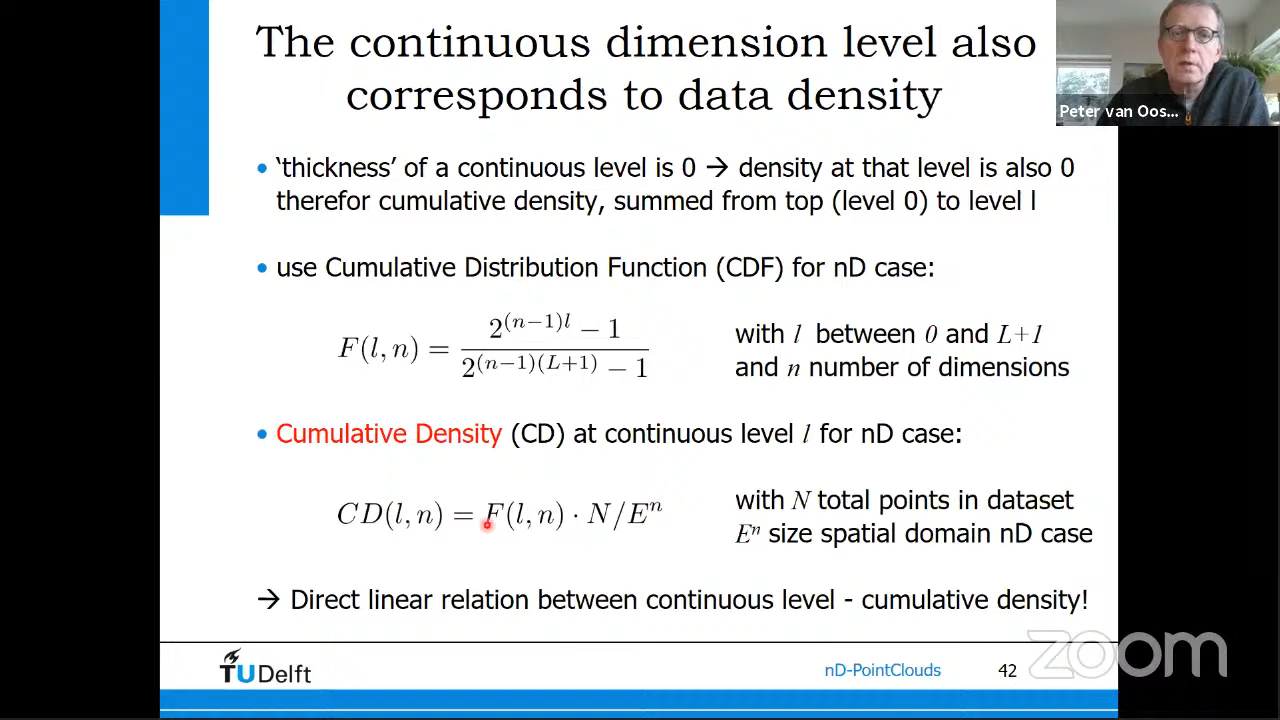 The continuous dimension level also
corresponds to data density
Peter van Oos...
• ‘thickness’ of a continuous level is 0 → density at that level is also 0
therefor cumulative density, summed from top (level 0) to level l
• use Cumulative Distribution Function (CDF) for nD case:
F(l, n) = (2^{(n−1)l} − 1) / (2^{(n−1)(L+1)} − 1)
with l between 0 and L+1
and n number of dimensions
• Cumulative Density (CD) at continuous level l for nD case:
CD(l, n) = F(l, n) · N/E^n
with N total points in dataset
E^n size spatial domain nD case
→ Direct linear relation between continuous level - cumulative density!
TUDelft
nD-PointClouds
42
zoom